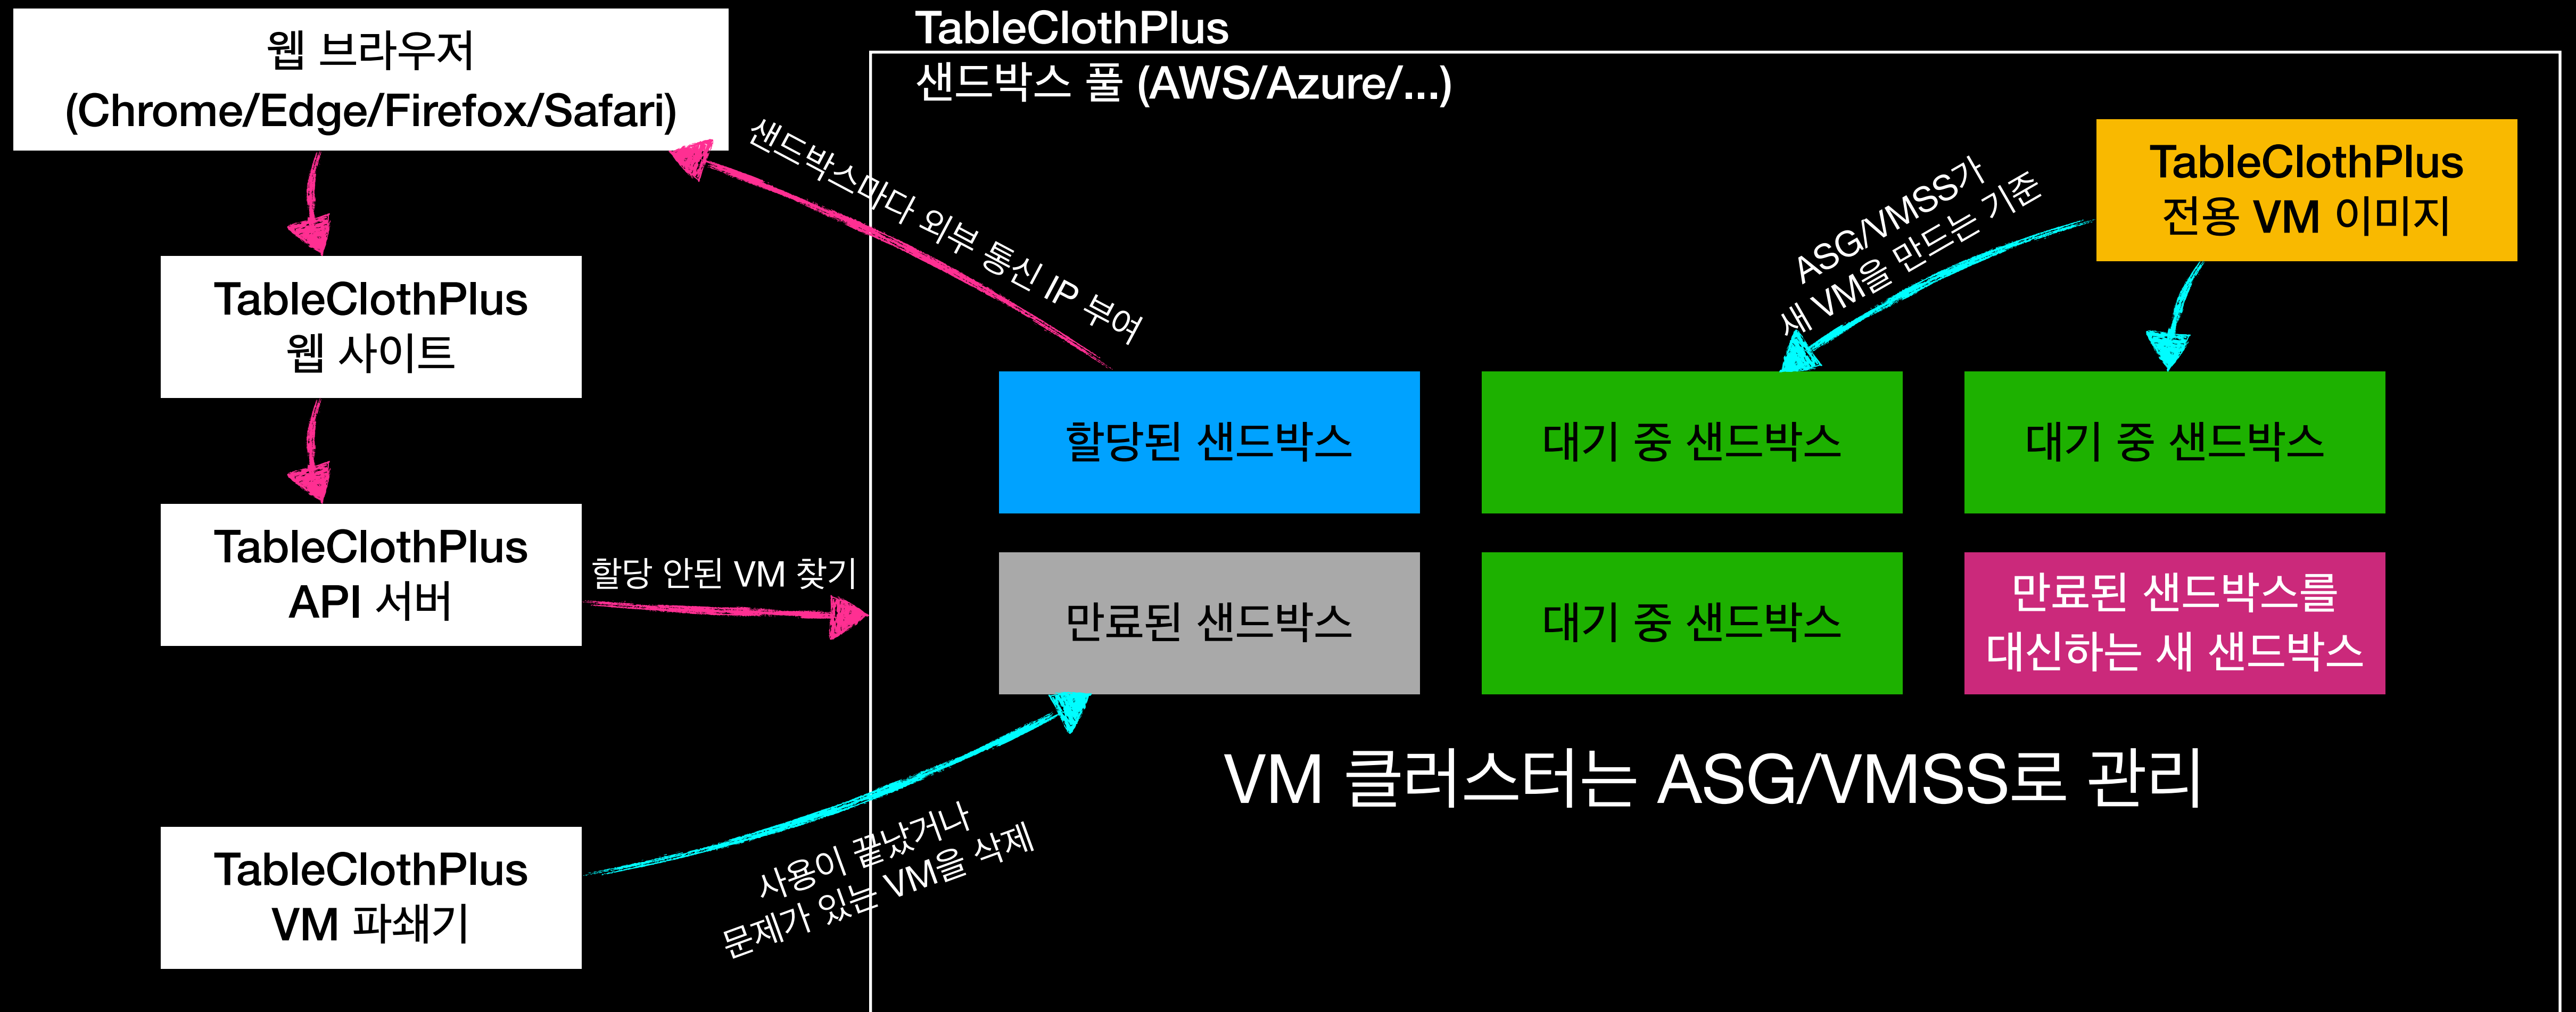 웹 브라우저
(Chrome/Edge/Firefox/Safari)
TableClothPlus
웹 사이트
TableClothPlus
API 서버
할당 안된 VM 찾기
TableClothPlus
VM 파쇄기
사용이 끝났거나
문제가 있는 VM을 삭제
TableClothPlus
샌드박스 풀 (AWS/Azure/...)
샌드박스마다 외부 통신 IP 부여
ASG/VMSS가
새 VM을 만드는 기준
TableClothPlus
전용 VM 이미지
할당된 샌드박스
대기 중 샌드박스
대기 중 샌드박스
만료된 샌드박스
대기 중 샌드박스
만료된 샌드박스를
대신하는 새 샌드박스
VM 클러스터는 ASG/VMSS로 관리